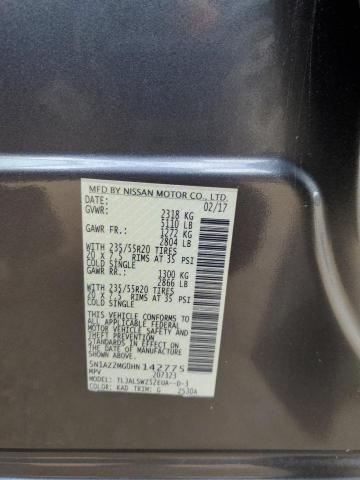 MFD BY NISSAN MOTOR CO., LTD.
DATE: 02/17
GVWR: 2318 KG
5110 LB
GAWR FR.: 1272 KG
2804 LB
WITH 235/55R20 TIRES
20 X 7.5 RIMS AT 35 PSI
COLD SINGLE
GAWR RR.: 1300 KG
2866 LB
WITH 235/55R20 TIRES
20 X 7.5 RIMS AT 35 PSI
COLD SINGLE
THIS VEHICLE CONFORMS TO ALL
APPLICABLE FEDERAL MOTOR
VEHICLE SAFETY AND THEFT
PREVENTION STANDARDS IN EFFECT
ON THE DATE OF MANUFACTURE
SHOWN ABOVE.
5N1AZ2MG0HN142775
MPV 207323
MODEL: TLJALSWZ52EUA--D-3
COLOR: KAD TRIM: G 2530A